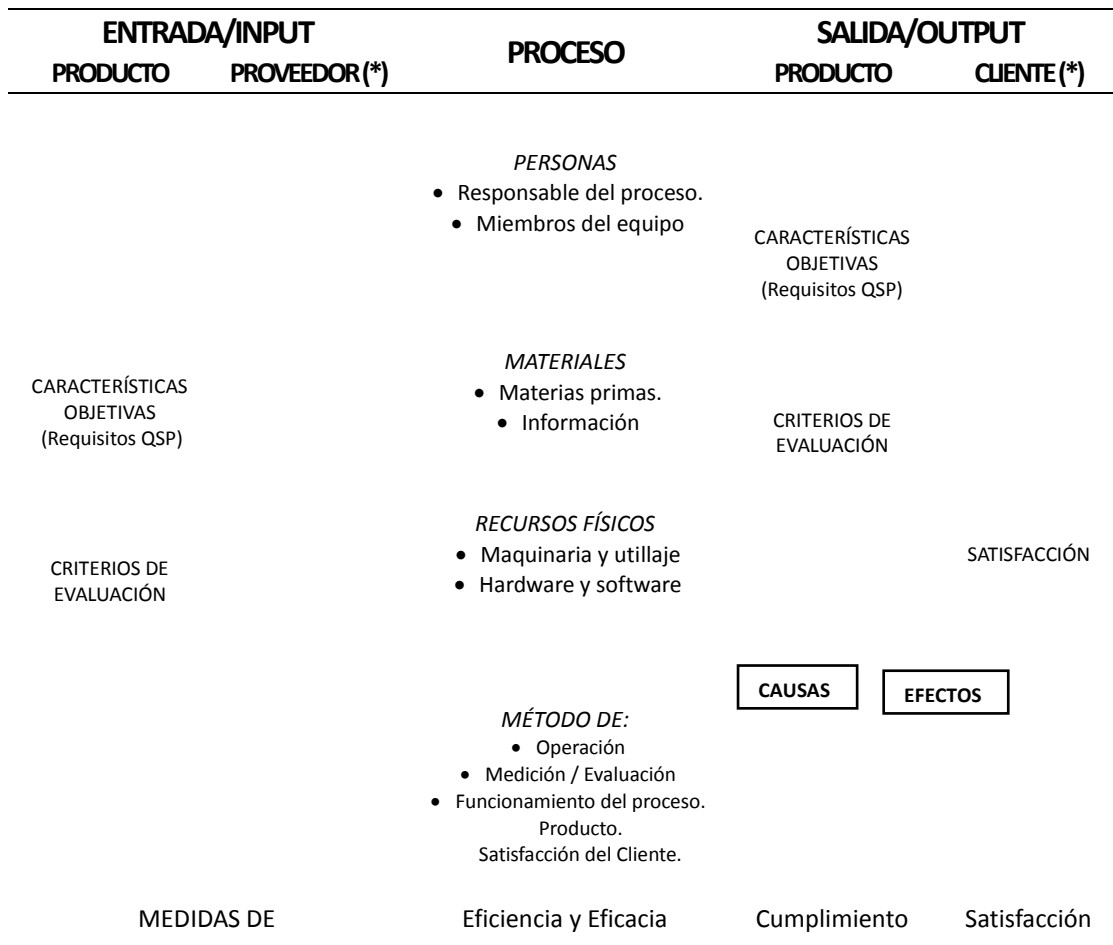 ENTRADA/INPUT
PROCESO
SALIDA/OUTPUT
PRODUCTO
PROVEEDOR (*)
PRODUCTO
CLIENTE (*)
CARACTERÍSTICAS
OBJETIVAS
(Requisitos QSP)
CRITERIOS DE
EVALUACIÓN
PERSONAS
• Responsable del proceso.
• Miembros del equipo
MATERIALES
• Materias primas.
• Información
RECURSOS FÍSICOS
• Maquinaria y utillaje
• Hardware y software
MÉTODO DE:
• Operación
• Medición / Evaluación
• Funcionamiento del proceso.
Producto.
Satisfacción del Cliente.
CARACTERÍSTICAS
OBJETIVAS
(Requisitos QSP)
CRITERIOS DE
EVALUACIÓN
SATISFACCIÓN
CAUSAS
EFECTOS
MEDIDAS DE
Eficiencia y Eficacia
Cumplimiento
Satisfacción